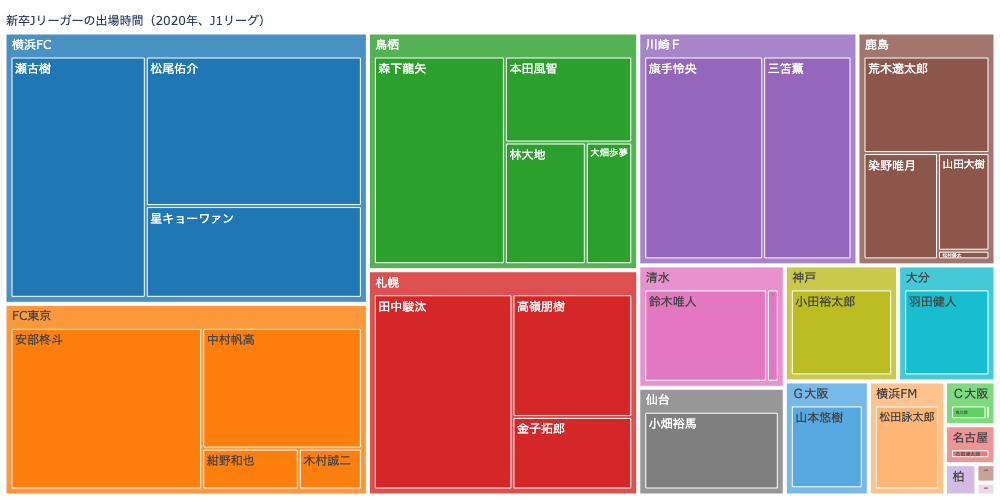 新卒Jリーガーの出場時間（2020年、J1リーグ）
横浜FC
瀬古樹
松尾佑介
星キョーワァン
FC東京
安部柊斗
中村帆高
紺野和也
木村誠二
鳥栖
森下龍矢
本田風智
林大地
大畑歩夢
札幌
田中駿汰
高嶺朋樹
金子拓郎
川崎Ｆ
旗手怜央
三笘薫
鹿島
荒木遼太郎
染野唯月
山田大樹
清水
鈴木唯人
神戸
小田裕太郎
大分
羽田健人
仙台
小畑裕馬
Ｇ大阪
山本悠樹
横浜FM
松田詠太郎
Ｃ大阪
名古屋
柏